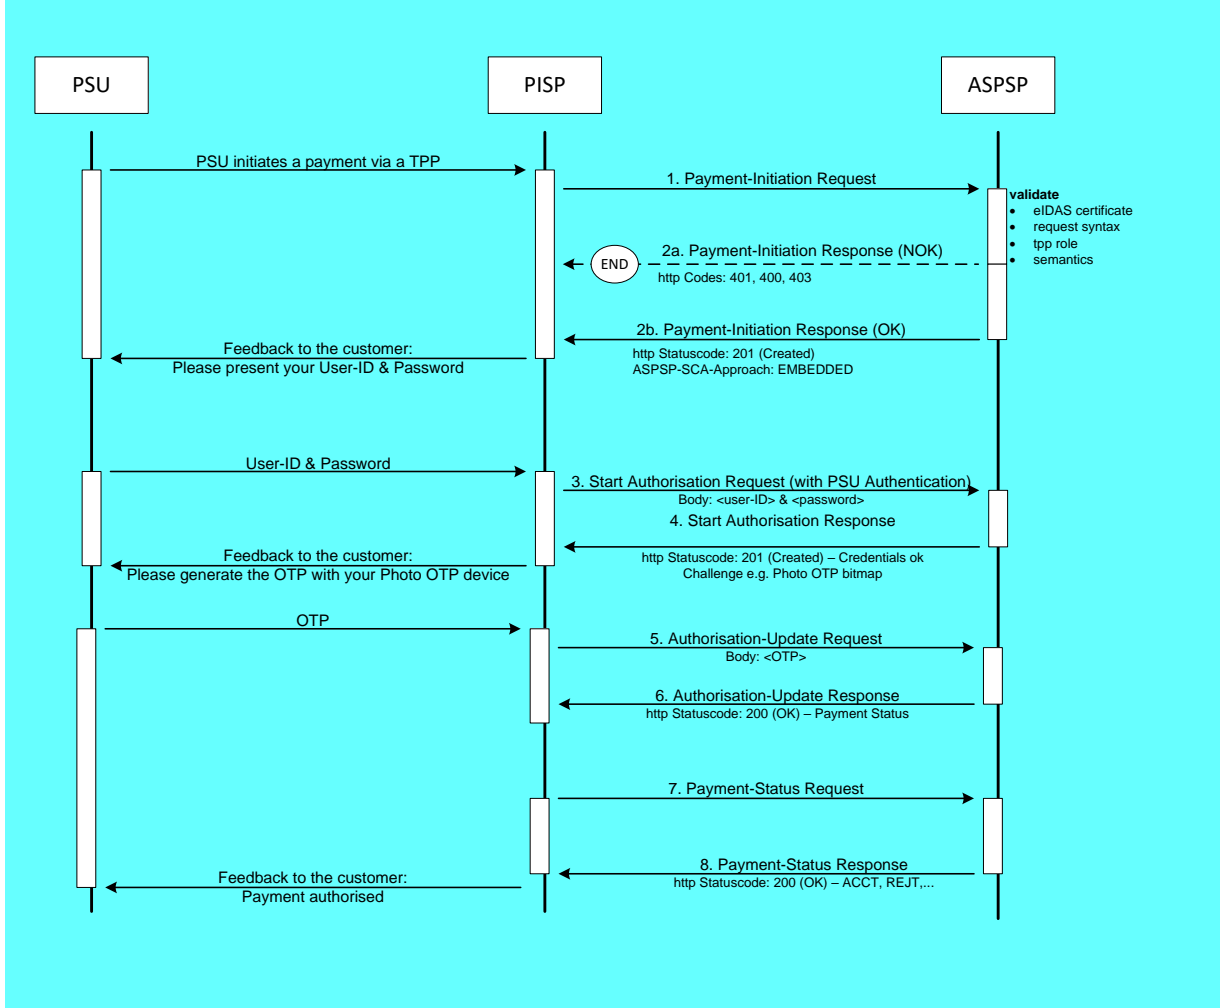 PSU
PISP
ASPSP
PSU initiates a payment via a TPP
1. Payment-Initiation Request
validate
• eIDAS certificate
• request syntax
• tpp role
• semantics
2a. Payment-Initiation Response (NOK)
END
http Codes: 401, 400, 403
2b. Payment-Initiation Response (OK)
http Statuscode: 201 (Created)
ASPSP-SCA-Approach: EMBEDDED
Feedback to the customer:
Please present your User-ID & Password
User-ID & Password
3. Start Authorisation Request (with PSU Authentication)
Body: <user-ID> & <password>
4. Start Authorisation Response
http Statuscode: 201 (Created) – Credentials ok
Challenge e.g. Photo OTP bitmap
Feedback to the customer:
Please generate the OTP with your Photo OTP device
OTP
5. Authorisation-Update Request
Body: <OTP>
6. Authorisation-Update Response
http Statuscode: 200 (OK) – Payment Status
7. Payment-Status Request
8. Payment-Status Response
http Statuscode: 200 (OK) – ACCT, REJT,...
Feedback to the customer:
Payment authorised